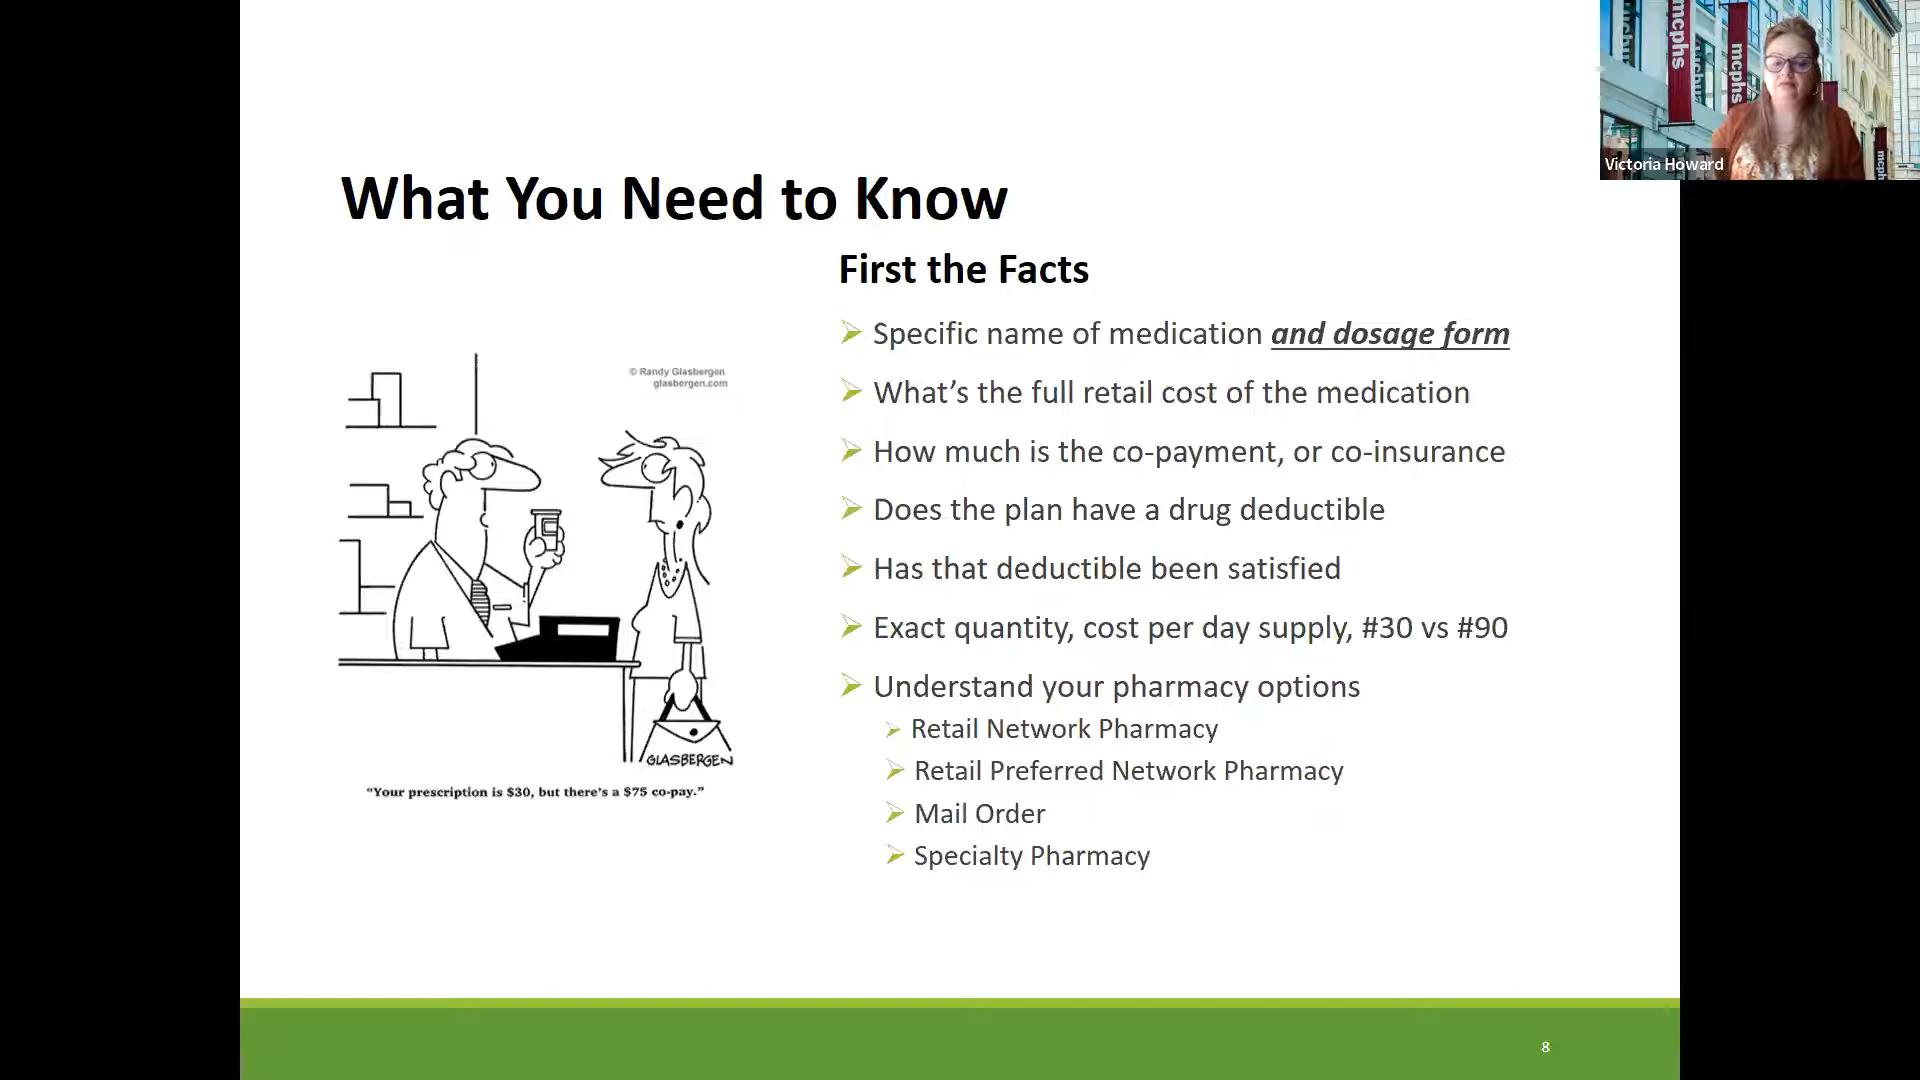 mcphs
mcphs
mcph
Victoria Howard
What You Need to Know
First the Facts
Specific name of medication and dosage form
What’s the full retail cost of the medication
How much is the co-payment, or co-insurance
Does the plan have a drug deductible
Has that deductible been satisfied
Exact quantity, cost per day supply, #30 vs #90
Understand your pharmacy options
Retail Network Pharmacy
Retail Preferred Network Pharmacy
Mail Order
Specialty Pharmacy
© Randy Glasbergen
glasbergen.com
GLASBERGEN
“Your prescription is $30, but there’s a $75 co-pay.”
8